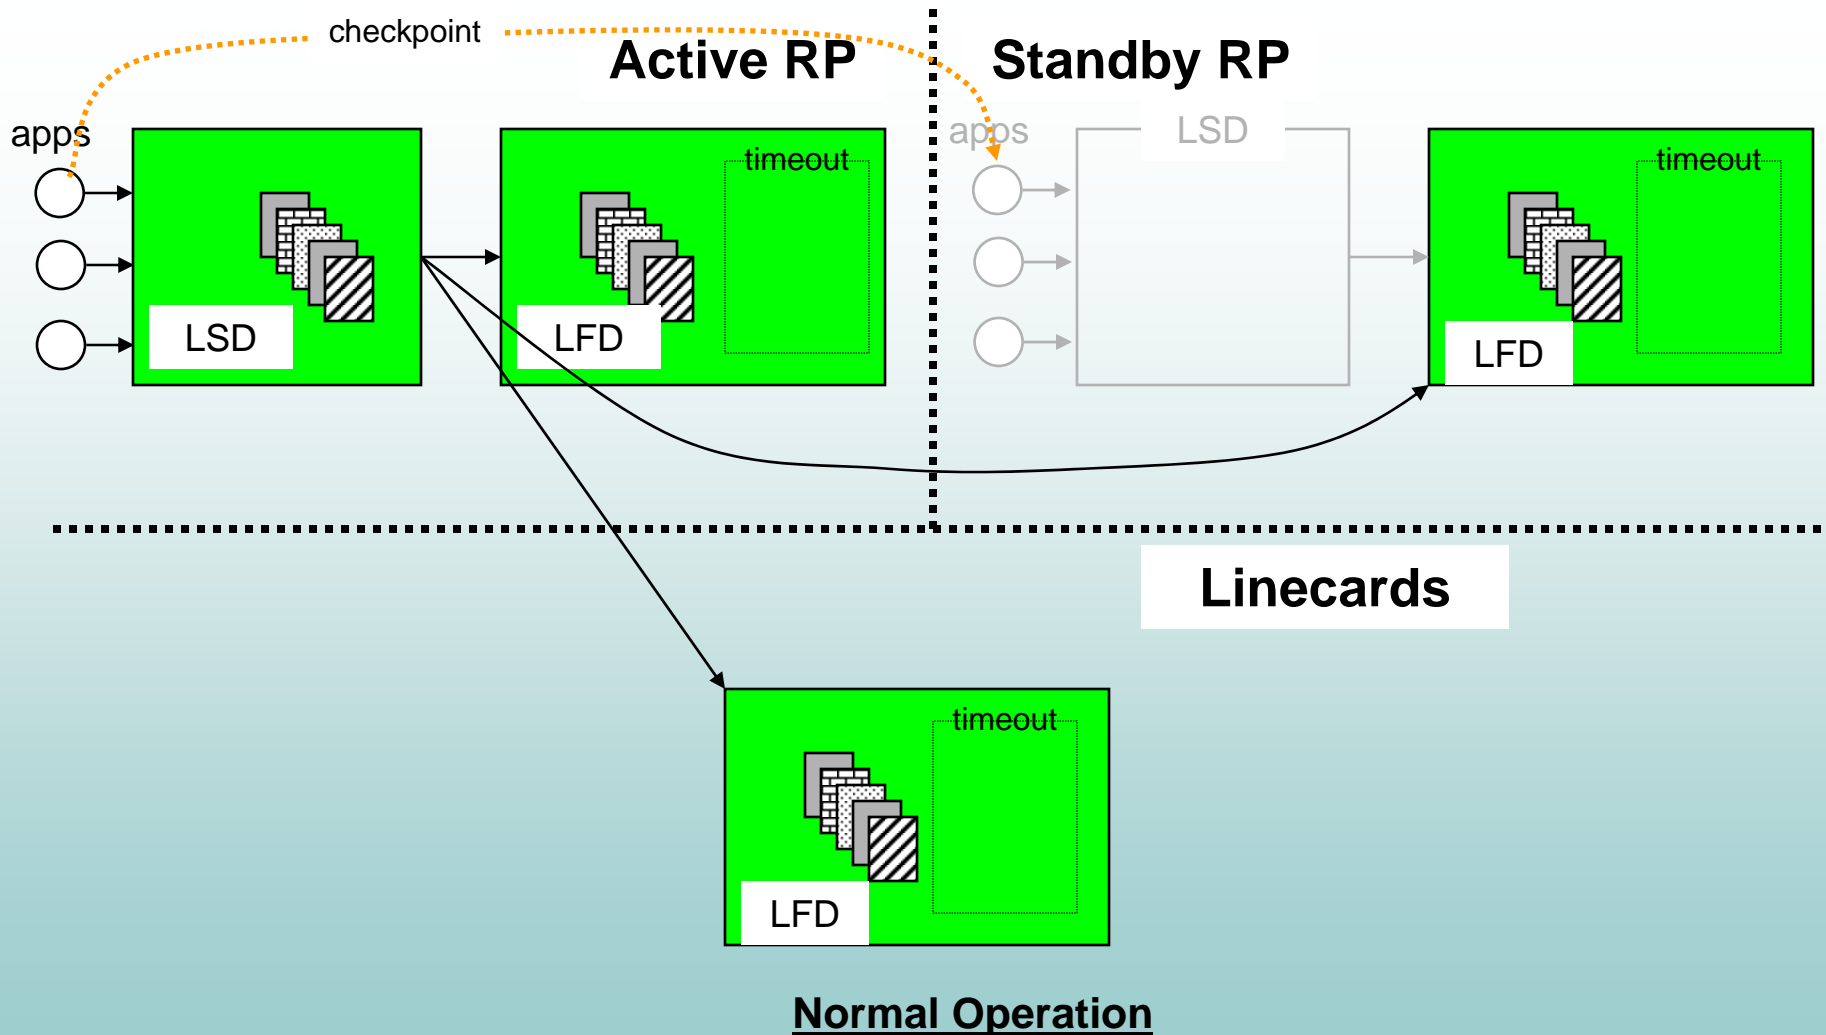 checkpoint
Active RP
Standby RP
apps
timeout
LSD
LFD
apps
LSD
timeout
LFD
Linecards
timeout
LFD
Normal Operation